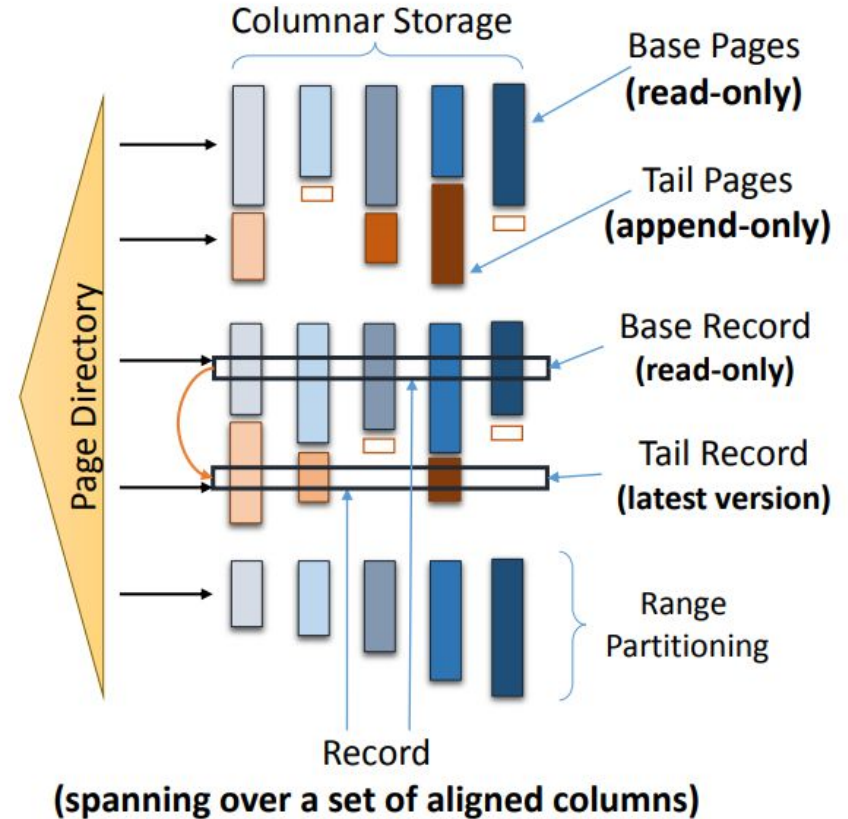 Columnar Storage
Base Pages
(read-only)
Tail Pages
(append-only)
Page Directory
Base Record
(read-only)
Tail Record
(latest version)
Range
Partitioning
Record
(spanning over a set of aligned columns)